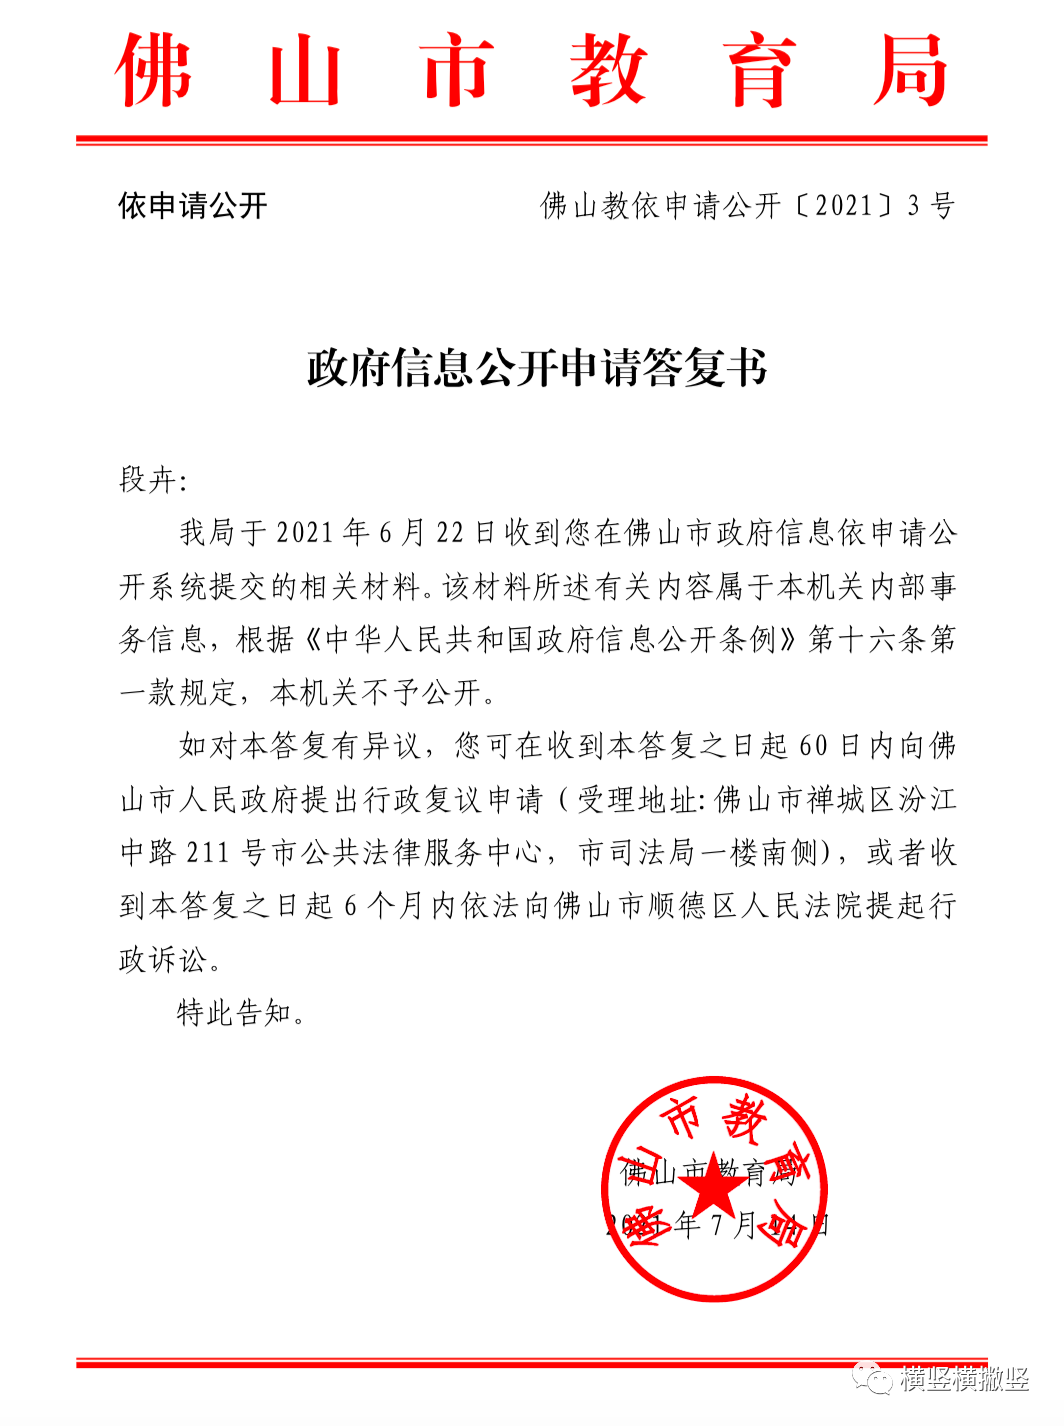 佛山市教育局
依申请公开 佛山教依申请公开〔2021〕3号
政府信息公开申请答复书
段卉：
我局于2021年6月22日收到您在佛山市政府信息依申请公
开系统提交的相关材料。该材料所述有关内容属于本机关内部事
务信息，根据《中华人民共和国政府信息公开条例》第十六条第
一款规定，本机关不予公开。
如对本答复有异议，您可在收到本答复之日起60日内向佛
山市人民政府提出行政复议申请（受理地址：佛山市禅城区汾江
中路211号市公共法律服务中心，市司法局一楼南侧），或者收
到本答复之日起6个月内依法向佛山市顺德区人民法院提起行
政诉讼。
特此告知。
佛山市教育局
佛山市教育局
2021年7月14日
横竖横撇竖